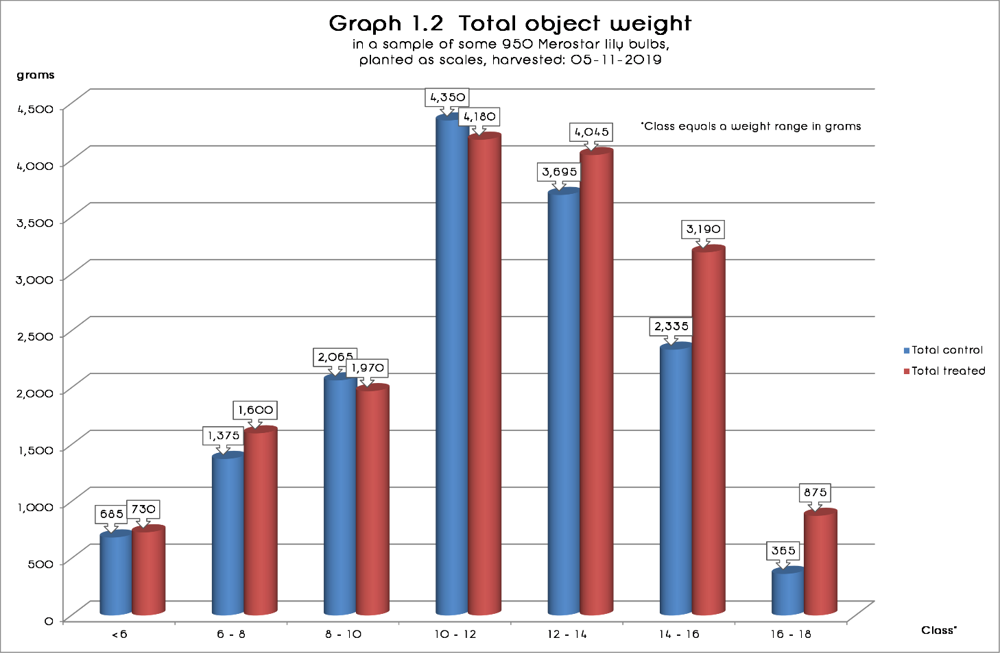 Graph 1.2  Total object weight
in a sample of some 950 Merostar lily bulbs,
planted as scales, harvested: 05-11-2019
grams
4,500
4,000
3,500
3,000
2,500
2,000
1,500
1,000
500
0
*Class equals a weight range in grams
685
730
1,375
1,600
2,065
1,970
4,350
4,180
3,695
4,045
2,335
3,190
365
875
<6
6 - 8
8 - 10
10 - 12
12 - 14
14 - 16
16 - 18
Class*
Total control
Total treated